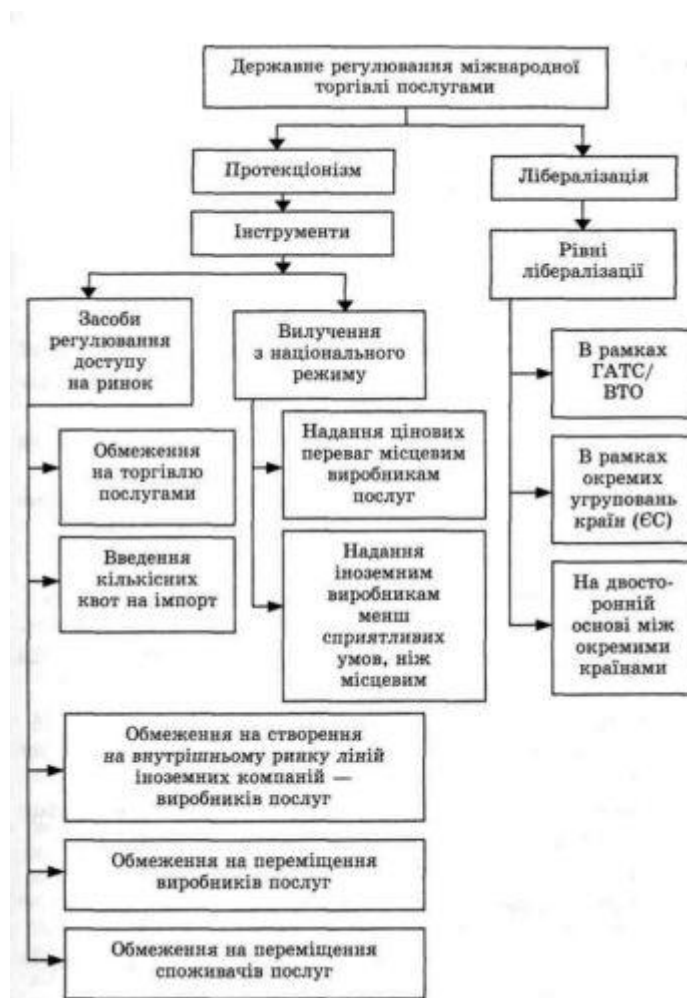 Державне регулювання міжнародної
торгівлі послугами
Протекціонізм
Лібералізація
Інструменти
Рівні
лібералізації
Засоби
регулювання
доступу
на ринок
Вилучення
з національного
режиму
В рамках
ГАТС/
ВТО
Обмеження
на торгівлю
послугами
Надання цінових
переваг місцевим
виробникам
послуг
В рамках
окремих
угруповань
країн (ЄС)
Введення
кількісних
квот на імпорт
Надання
іноземним
виробникам
менш
сприятливих
умов, ніж
місцевим
На двосто-
ронній
основі між
окремими
країнами
Обмеження на створення
на внутрішньому ринку ліній
іноземних компаній —
виробників послуг
Обмеження на переміщення
виробників послуг
Обмеження на переміщення
споживачів послуг